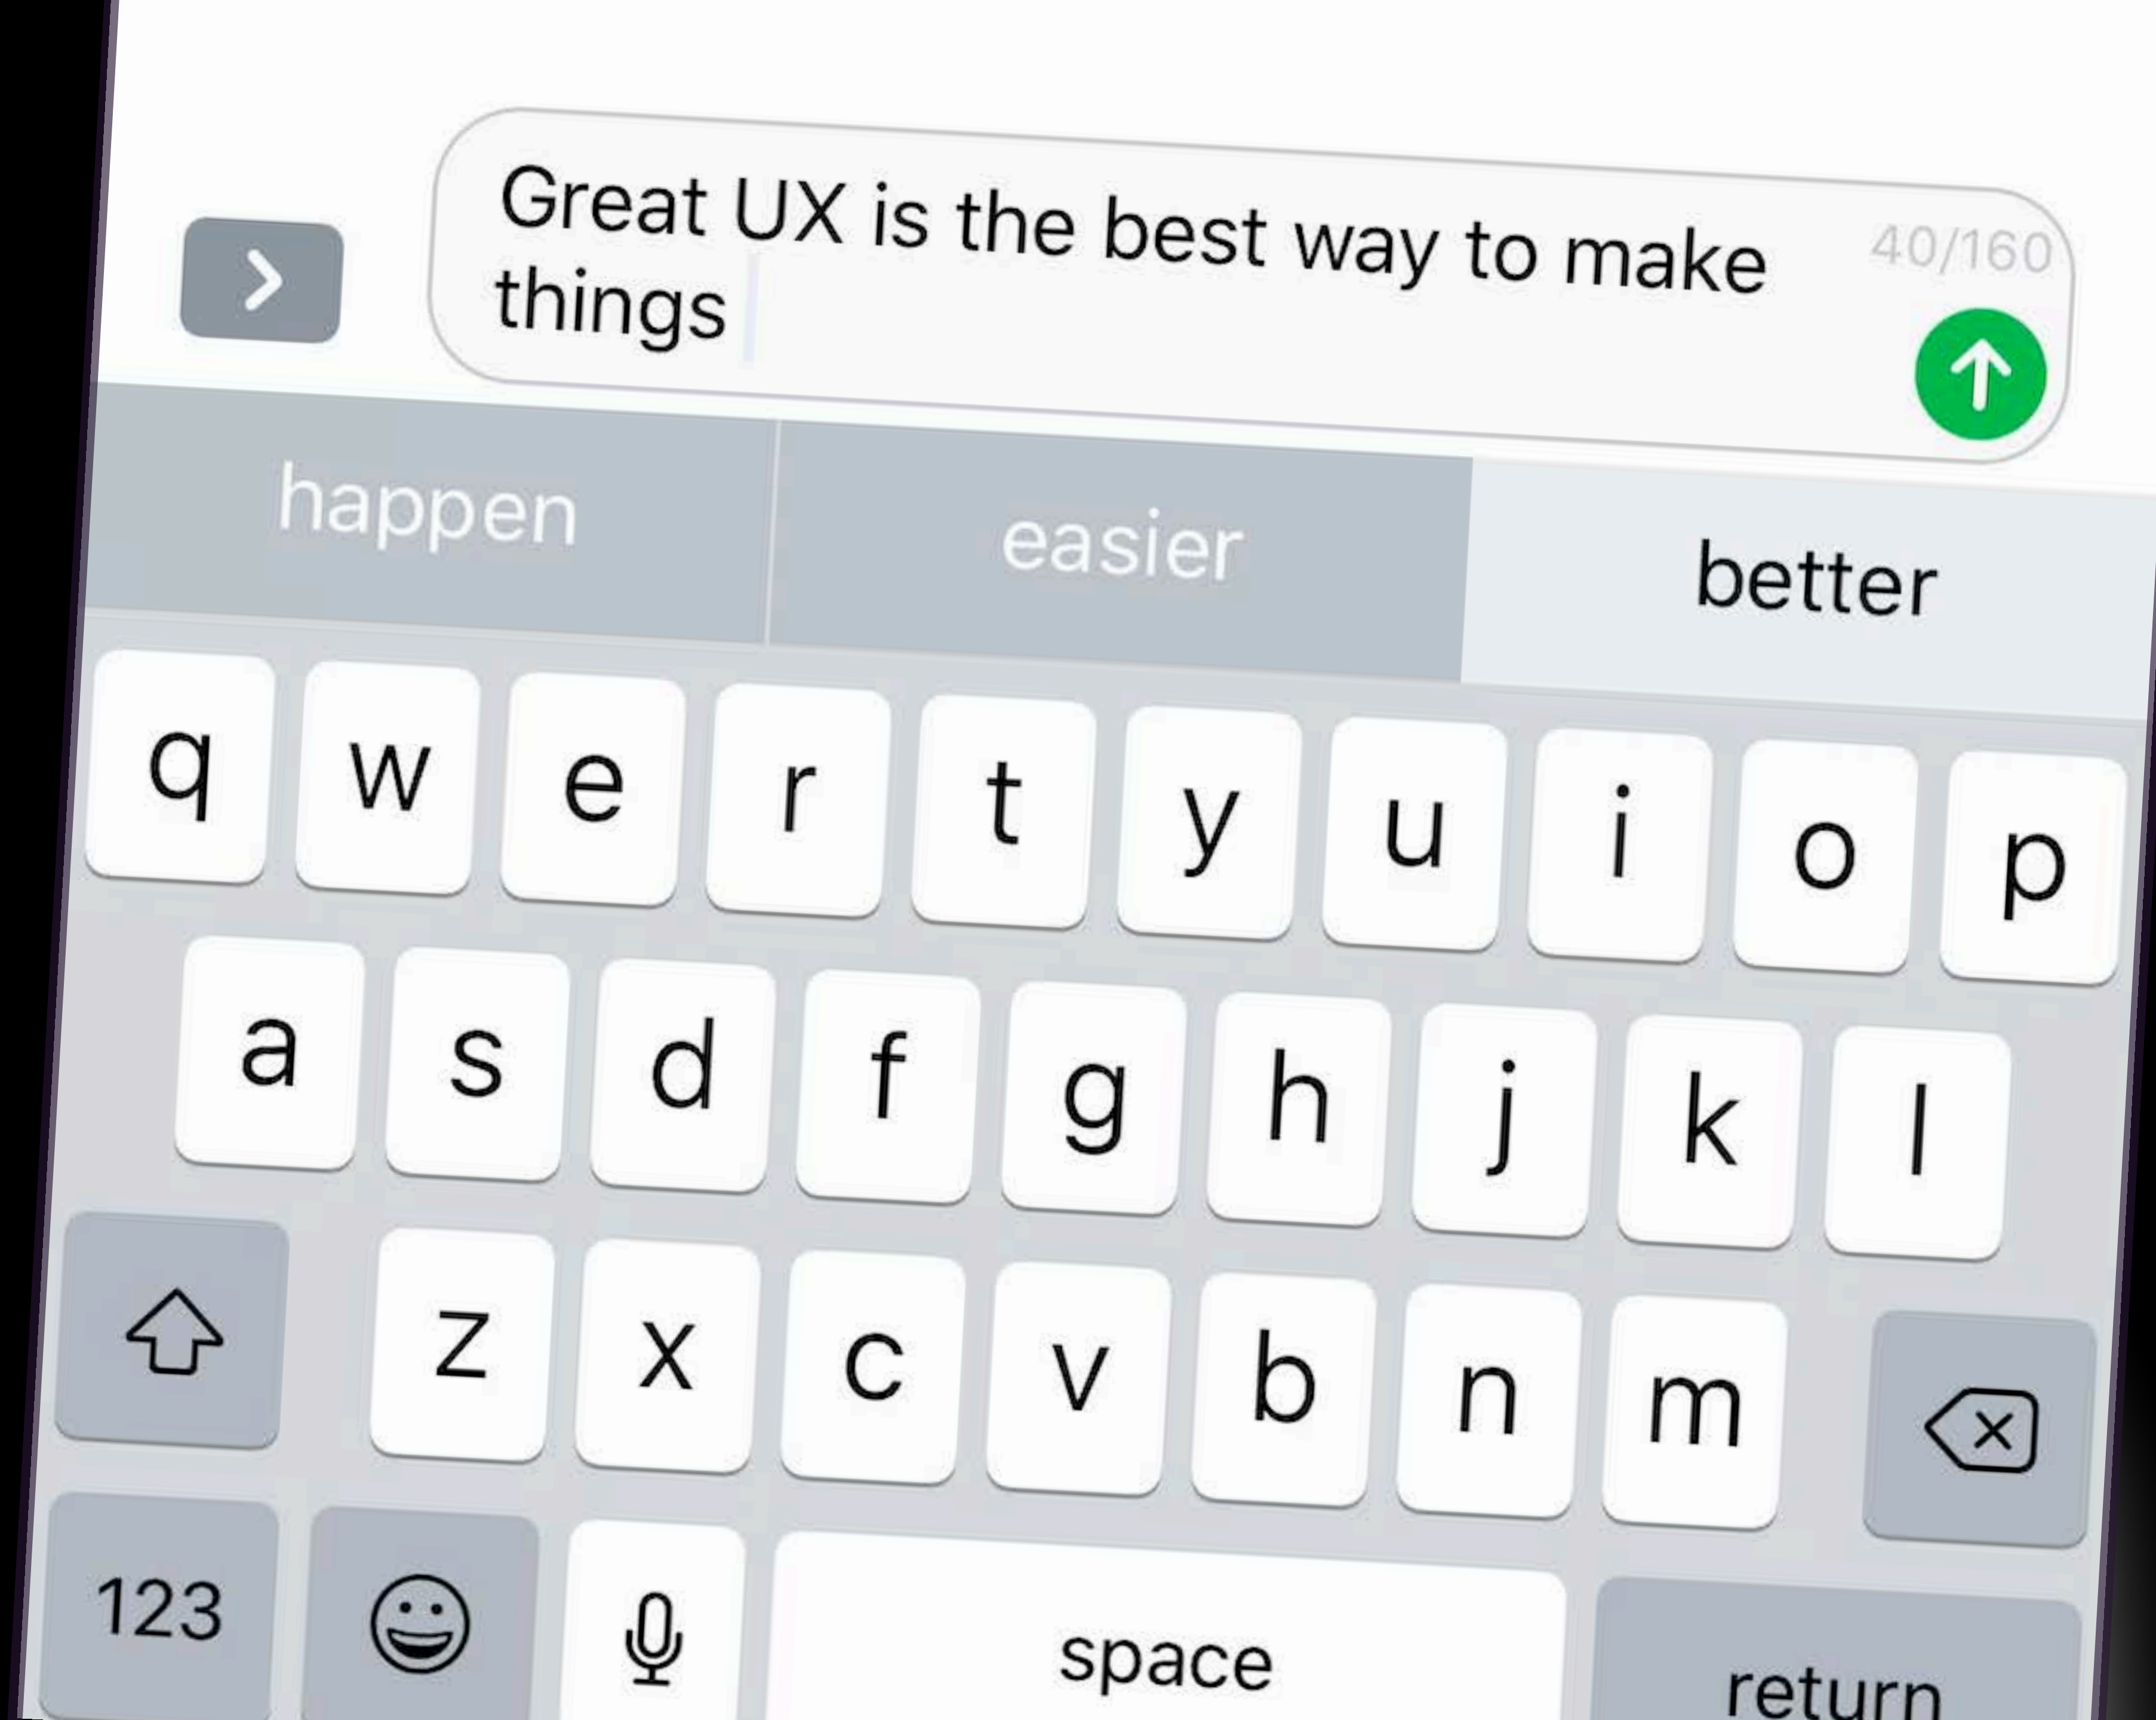 Great UX is the best way to make
things
40/160
happen easier better
q w e r t y u i o p
a s d f g h j k l
z x c v b n m
123 space return